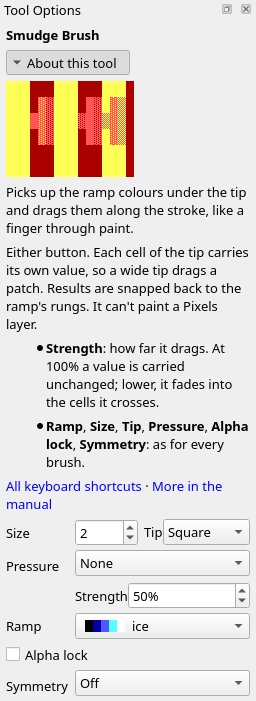 Tool Options
Smudge Brush
About this tool
Picks up the ramp colours under the tip
and drags them along the stroke, like a
finger through paint.
Either button. Each cell of the tip carries
its own value, so a wide tip drags a
patch. Results are snapped back to the
ramp's rungs. It can't paint a Pixels
layer.
• Strength: how far it drags. At
100% a value is carried
unchanged; lower, it fades into
the cells it crosses.
• Ramp, Size, Tip, Pressure, Alpha
lock, Symmetry: as for every
brush.
All keyboard shortcuts · More in the
manual
Size 2 Tip Square
Pressure None
Strength 50%
Ramp ice
Alpha lock
Symmetry Off